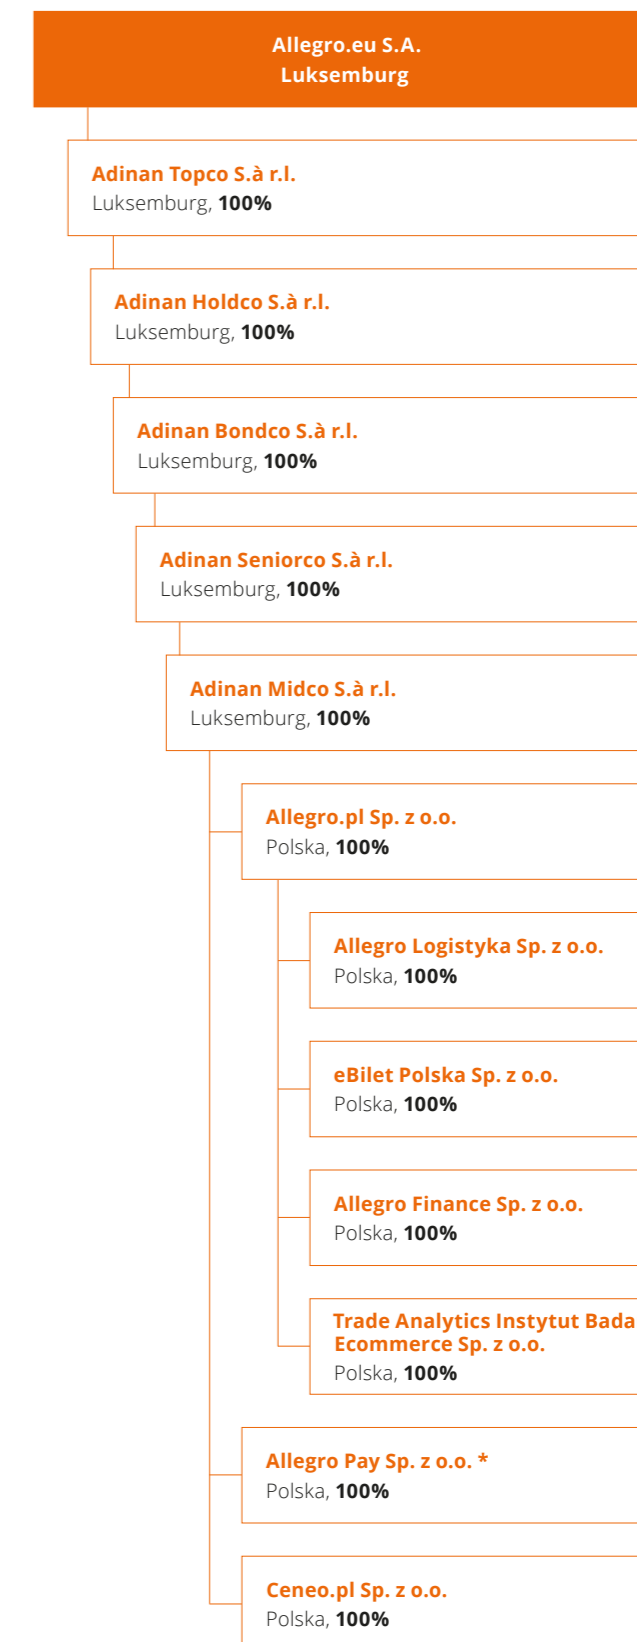 Allegro.eu S.A.
Luksemburg
Adinan Topco S.à r.l.
Luksemburg, 100%
Adinan Holdco S.à r.l.
Luksemburg, 100%
Adinan Bondco S.à r.l.
Luksemburg, 100%
Adinan Seniorco S.à r.l.
Luksemburg, 100%
Adinan Midco S.à r.l.
Luksemburg, 100%
Allegro.pl Sp. z o.o.
Polska, 100%
Allegro Logistyka Sp. z o.o.
Polska, 100%
eBilet Polska Sp. z o.o.
Polska, 100%
Allegro Finance Sp. z o.o.
Polska, 100%
Trade Analytics Instytut Bada
Ecommerce Sp. z o.o.
Polska, 100%
Allegro Pay Sp. z o.o. *
Polska, 100%
Ceneo.pl Sp. z o.o.
Polska, 100%